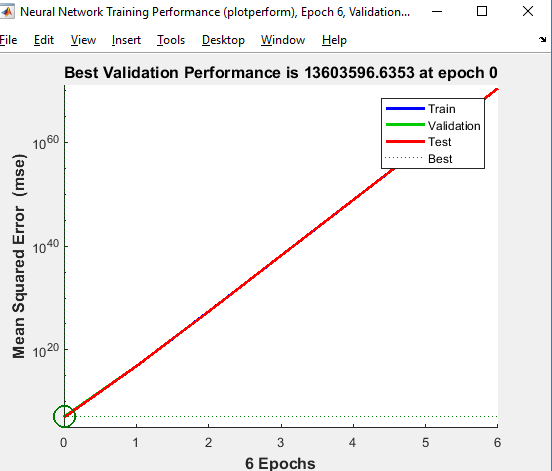 Neural Network Training Performance (plotperform), Epoch 6, Validation...
File Edit View Insert Tools Desktop Window Help
Best Validation Performance is 13603596.6353 at epoch 0
Train
Validation
Test
Best
Mean Squared Error (mse)
10^60
10^40
10^20
0 1 2 3 4 5 6
6 Epochs